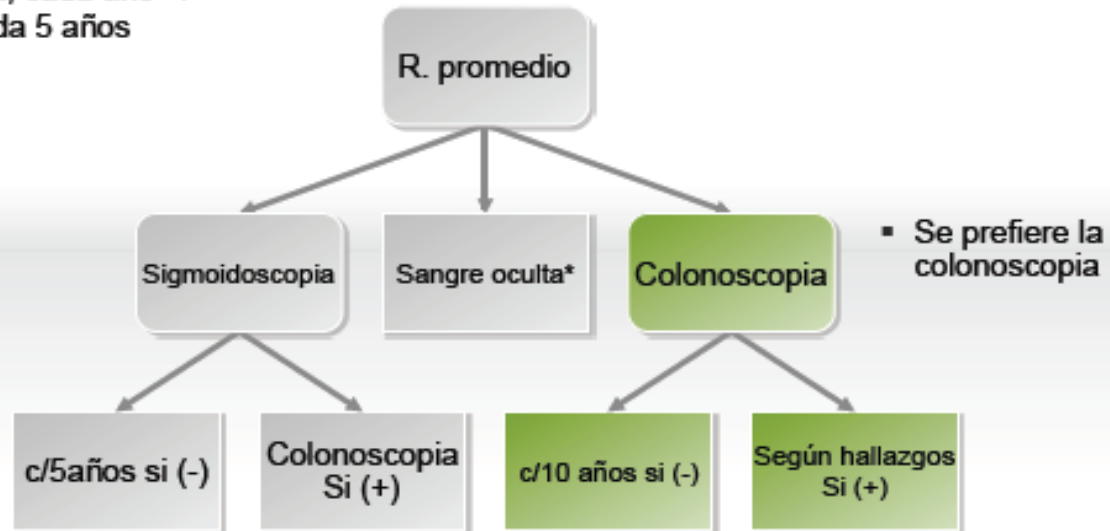 da 5 años
R. promedio
Sigmoidoscopia
Sangre oculta*
Colonoscopia
▪ Se prefiere la
colonoscopia
c/5años si (-)
Colonoscopia
Si (+)
c/10 años si (-)
Según hallazgos
Si (+)